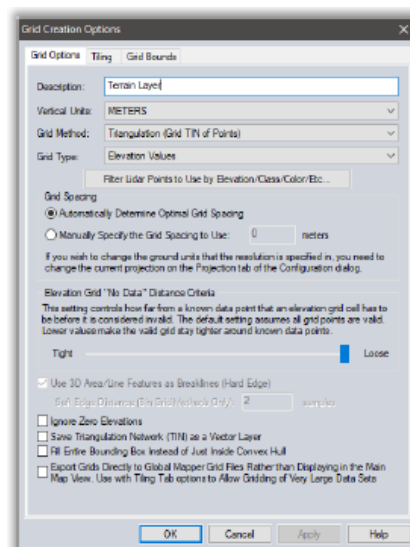 Grid Creation Options
Grid Options Tiling Grid Bounds
Description: Terrain Layer
Vertical Units: METERS
Grid Method: Triangulation (Grid TIN of Points)
Grid Type: Elevation Values
Filter Lidar Points to Use by Elevation/Class/Color/Etc...
Grid Spacing
Automatically Determine Optimal Grid Spacing
Manually Specify the Grid Spacing to Use: 0 meters
If you wish to change the ground units that the resolution is specified in, you need to
change the current projection on the Projection tab of the Configuration dialog.
Elevation Grid "No Data" Distance Criteria
This setting controls how far from a known data point that an elevation grid cell has to
be before it is considered invalid. The default setting assumes all grid points are valid.
Lower values make the valid grid stay tighter around known data points.
Tight Loose
Use 3D Area/Line Features as Breaklines (Hard Edge)
Soft Edge Distance (Bin Grid Methods Only): 2 samples
Ignore Zero Elevations
Save Triangulation Network (TIN) as a Vector Layer
Fill Entire Bounding Box Instead of Just Inside Convex Hull
Export Grids Directly to Global Mapper Grid Files Rather than Displaying in the Main
Map View. Use with Tiling Tab options to Allow Gridding of Very Large Data Sets
OK Cancel Apply Help